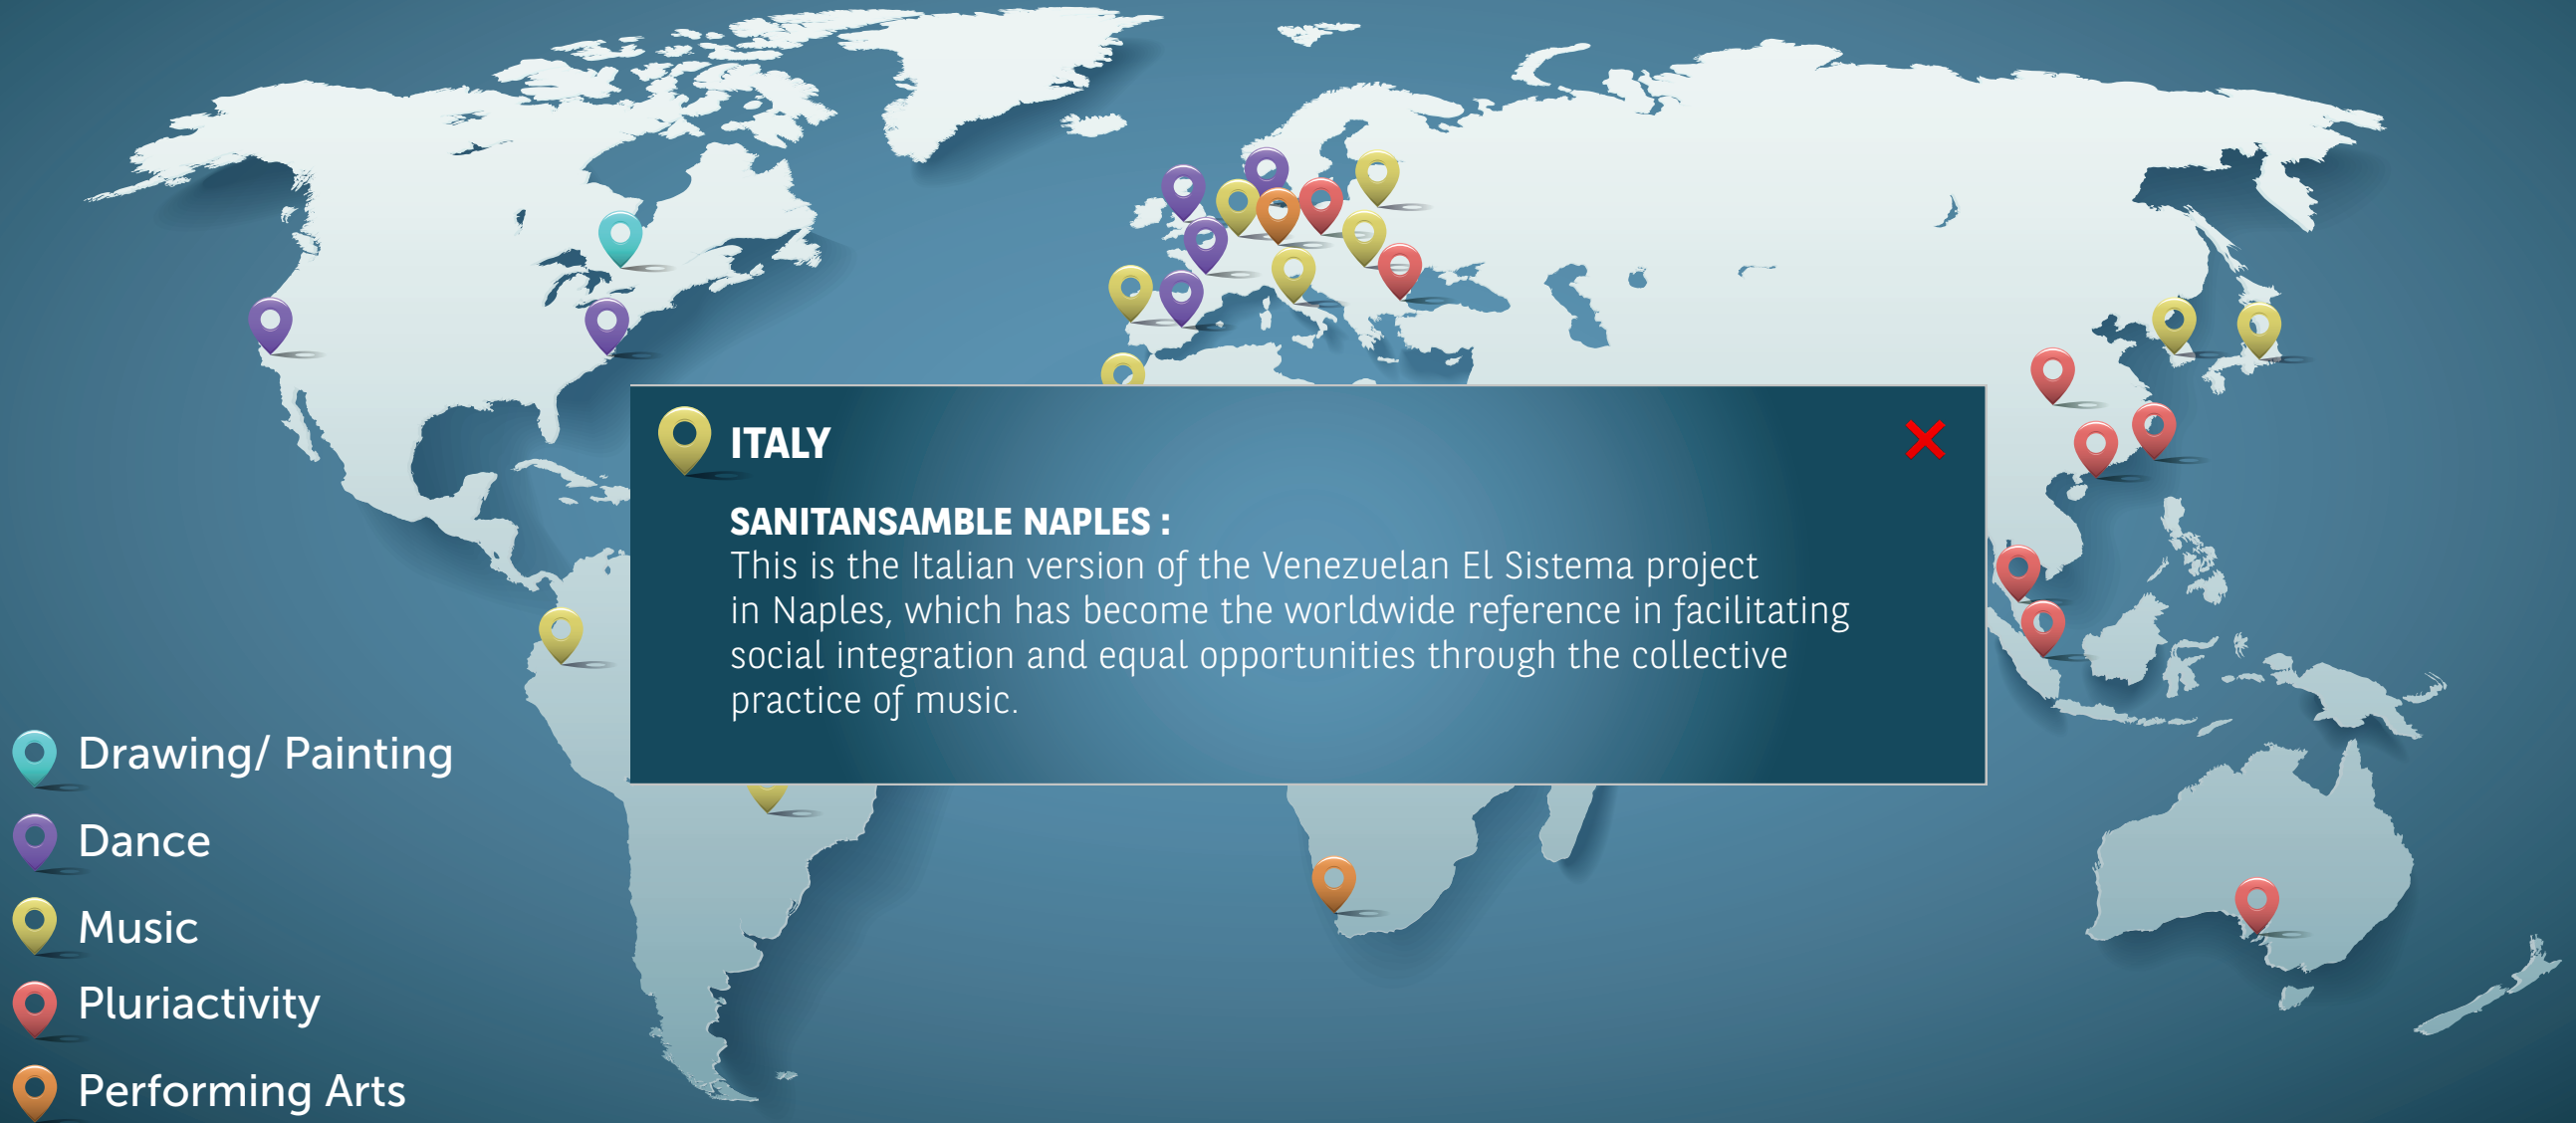 ITALY
SANITANSAMBLE NAPLES :
This is the Italian version of the Venezuelan El Sistema project
in Naples, which has become the worldwide reference in facilitating
social integration and equal opportunities through the collective
practice of music.
Drawing/ Painting
Dance
Music
Pluriactivity
Performing Arts